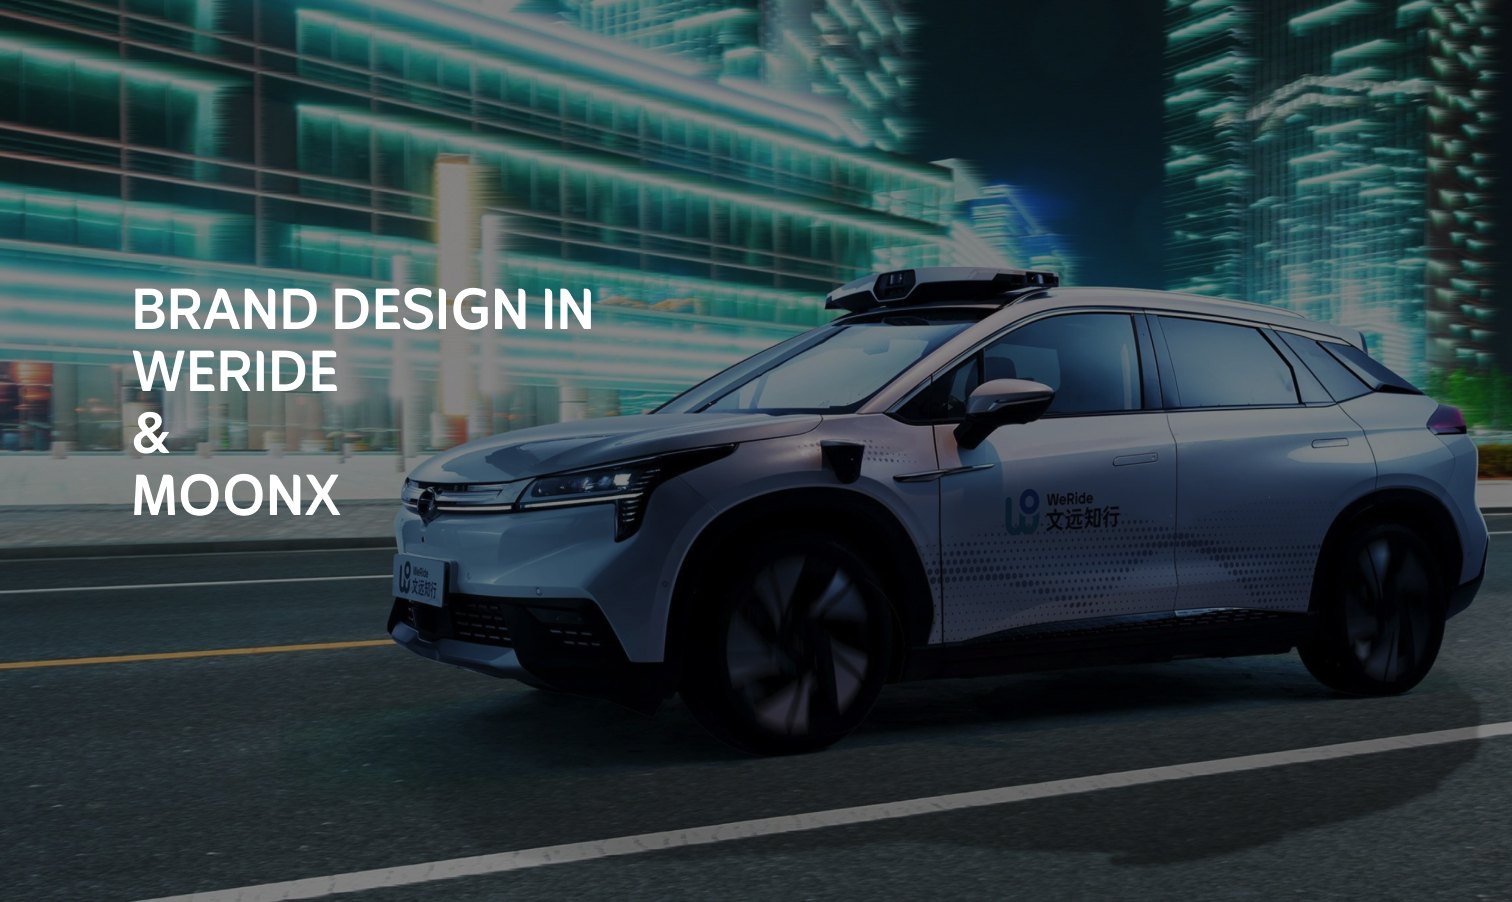 BRAND DESIGN IN
WERIDE
&
MOONX
WeRide
文远知行
WeRide
文远知行